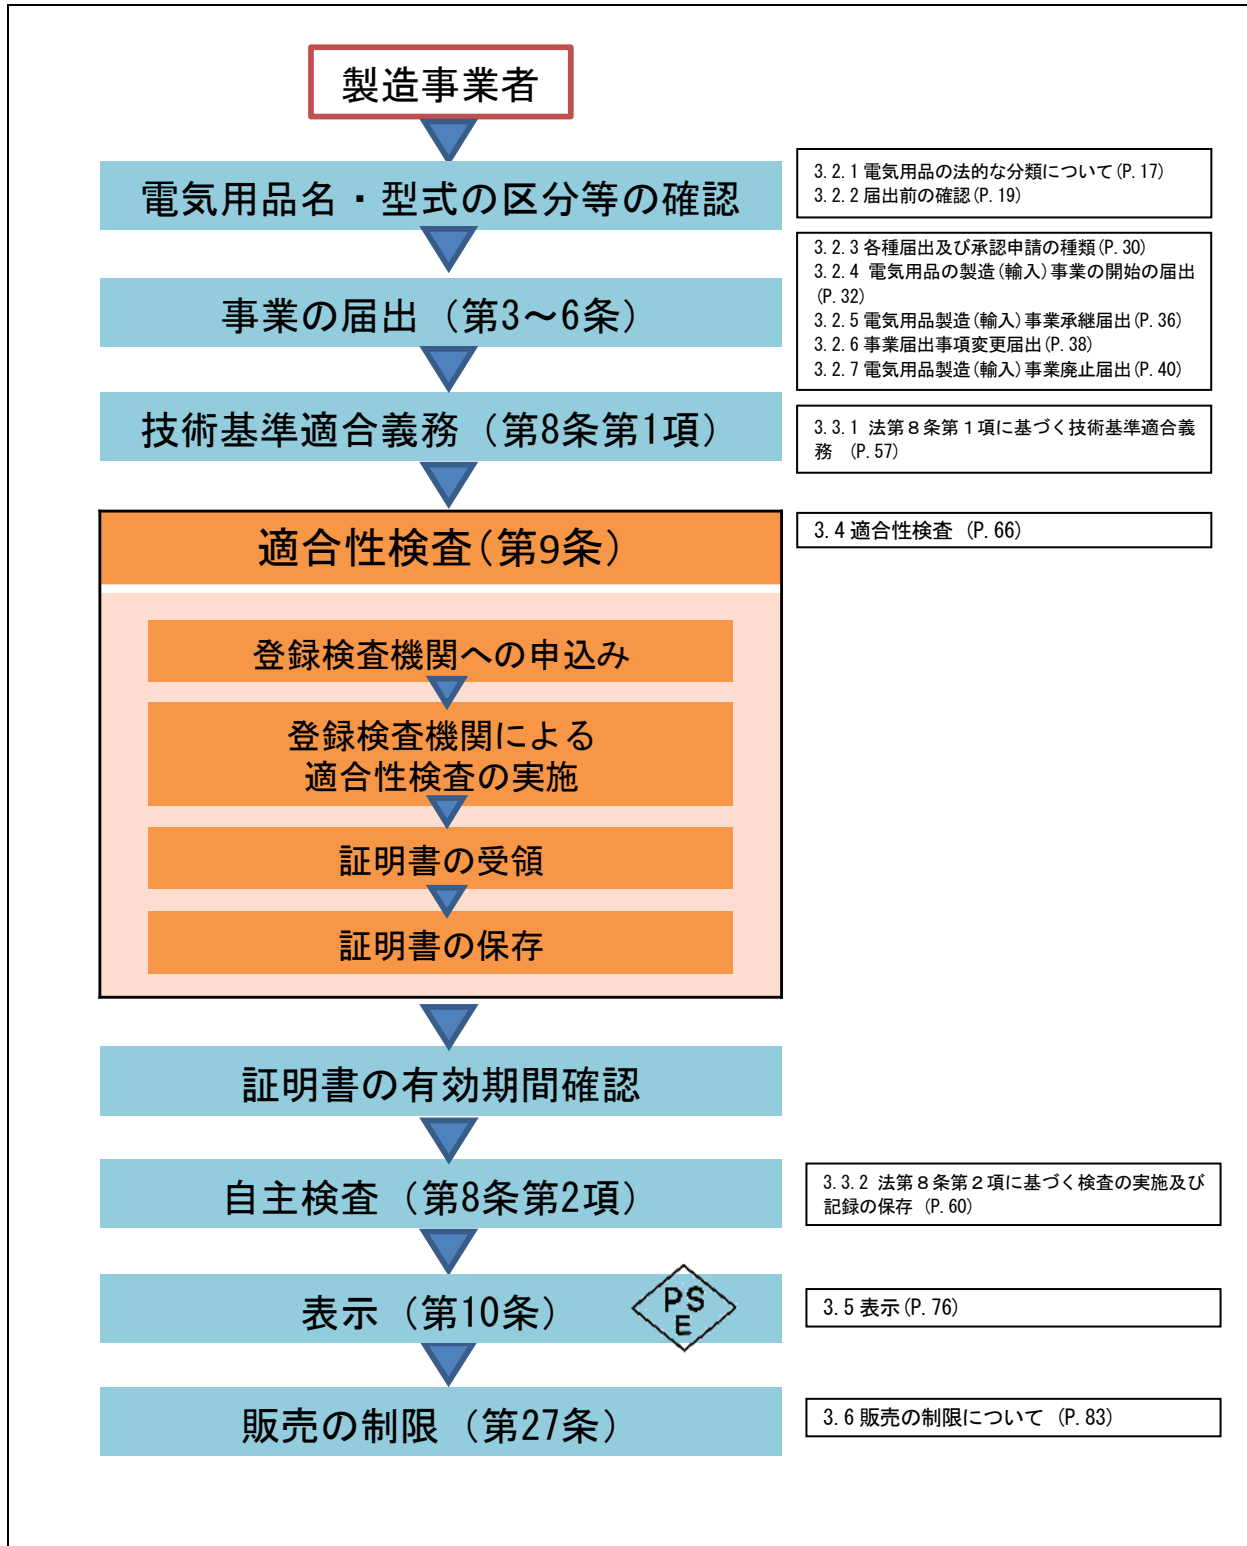 製造事業者
電気用品名・型式の区分等の確認
3.2.1 電気用品の法的な分類について(P.17)
3.2.2 届出前の確認(P.19)
事業の届出（第3～6条）
3.2.3 各種届出及び承認申請の種類(P.30)
3.2.4 電気用品の製造(輸入)事業の開始の届出
(P.32)
3.2.5 電気用品製造(輸入)事業承継届出(P.36)
3.2.6 事業届出事項変更届出(P.38)
3.2.7 電気用品製造(輸入)事業廃止届出(P.40)
技術基準適合義務（第8条第1項）
3.3.1 法第８条第１項に基づく技術基準適合義
務 (P.57)
適合性検査(第9条)
3.4 適合性検査 (P.66)
登録検査機関への申込み
登録検査機関による
適合性検査の実施
証明書の受領
証明書の保存
証明書の有効期間確認
自主検査（第8条第2項）
3.3.2 法第８条第２項に基づく検査の実施及び
記録の保存 (P.60)
表示（第10条）
PS
E
3.5 表示(P.76)
販売の制限（第27条）
3.6 販売の制限について (P.83)